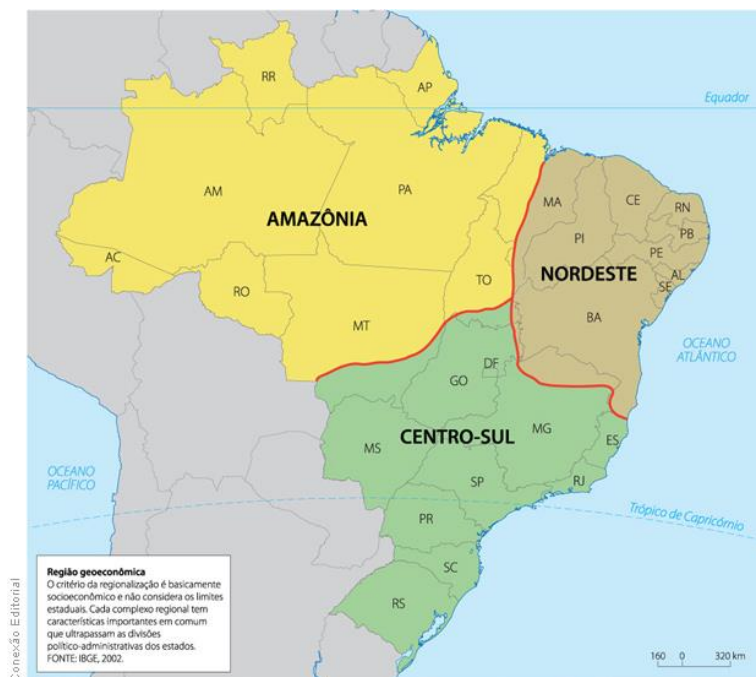 RR
AP
Equador
AM
PA
AMAZÔNIA
MA
CE
RN
PB
PI
PE
AC
TO
NORDESTE
AL
SE
RO
MT
BA
OCEANO
ATLÂNTICO
DF
GO
MS
CENTRO-SUL
MG
ES
OCEANO
PACÍFICO
SP
RJ
Trópico de Capricórnio
PR
SC
RS
Região geoeconômica
O critério da regionalização é basicamente
socioeconômico e não considera os limites
estaduais. Cada complexo regional tem
características importantes em comum
que ultrapassam as divisões
político-administrativas dos estados.
FONTE: IBGE, 2002.
160 0 320 km
Conexão Editorial